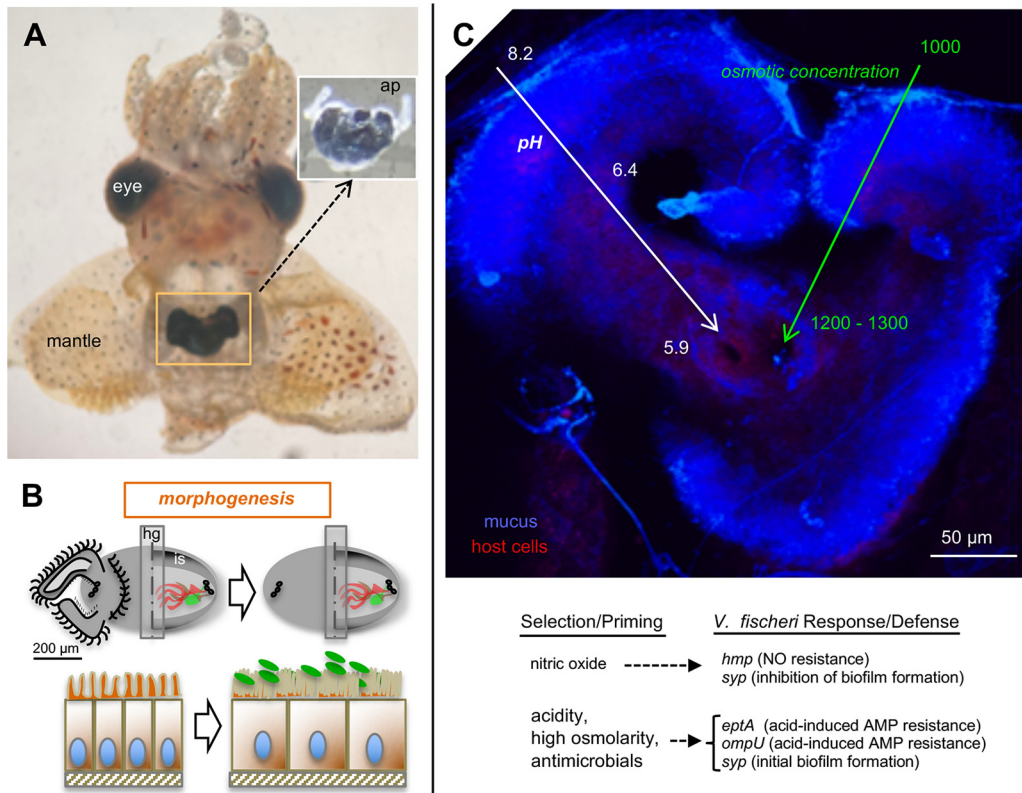 A
ap
eye
mantle
B
morphogenesis
hg
is
200 µm
C
8.2
1000
osmotic concentration
pH
6.4
1200 - 1300
5.9
mucus
host cells
50 µm
Selection/Priming
V. fischeri Response/Defense
nitric oxide
hmp (NO resistance)
syp (inhibition of biofilm formation)
acidity,
high osmolarity,
antimicrobials
eptA (acid-induced AMP resistance)
ompU (acid-induced AMP resistance)
syp (initial biofilm formation)